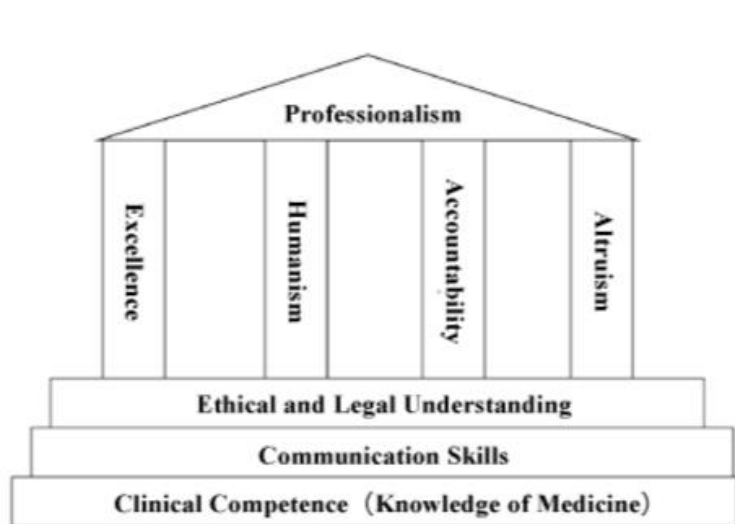 Professionalism
Excellence
Humanism
Accountability
Altruism
Ethical and Legal Understanding
Communication Skills
Clinical Competence（Knowledge of Medicine）